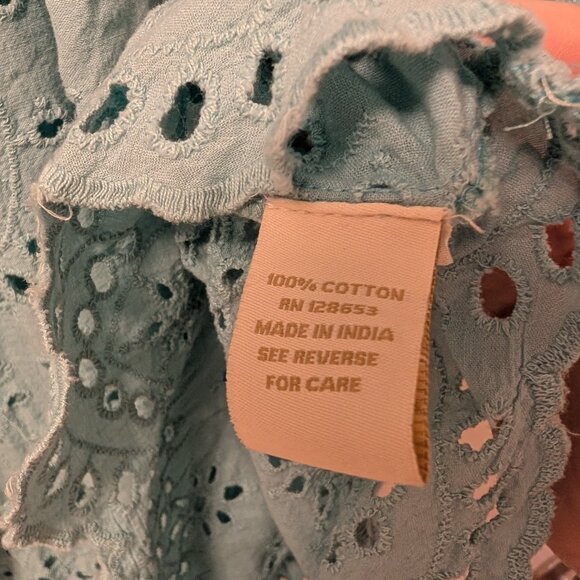 100% COTTON
RN 128653
MADE IN INDIA
SEE REVERSE
FOR CARE